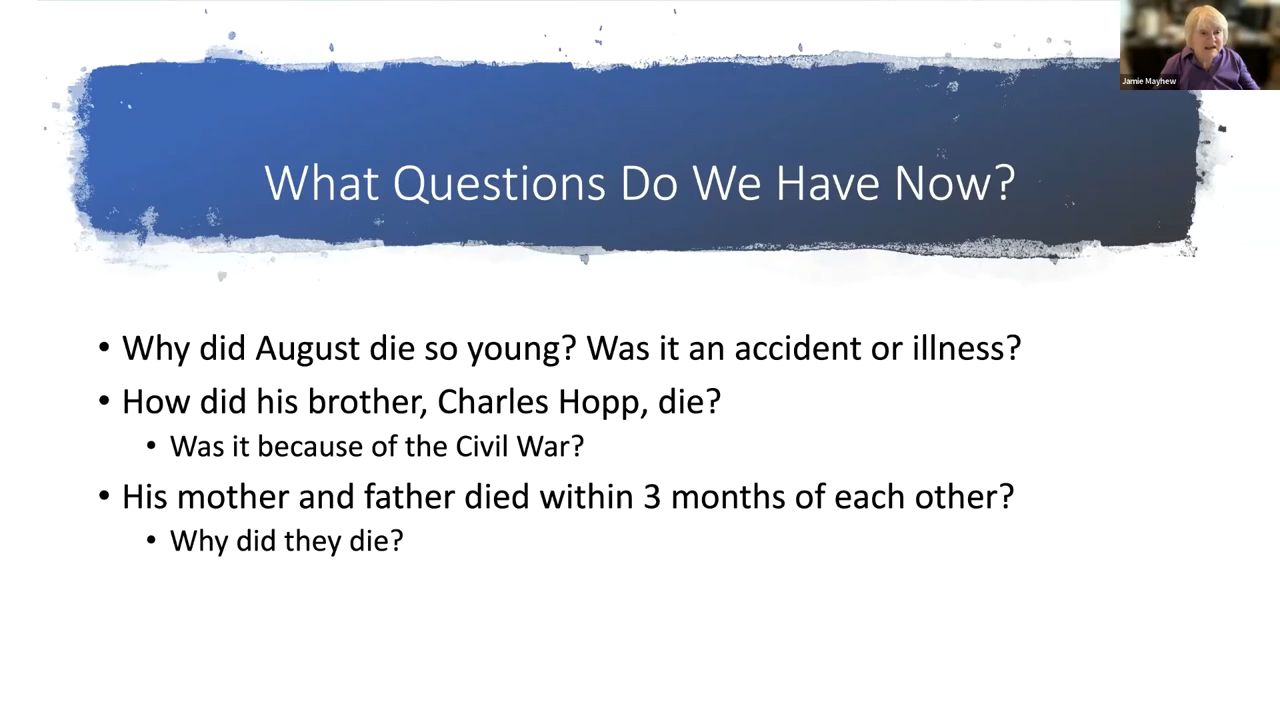 Jamie Mayhew
What Questions Do We Have Now?
• Why did August die so young? Was it an accident or illness?
• How did his brother, Charles Hopp, die?
• Was it because of the Civil War?
• His mother and father died within 3 months of each other?
• Why did they die?